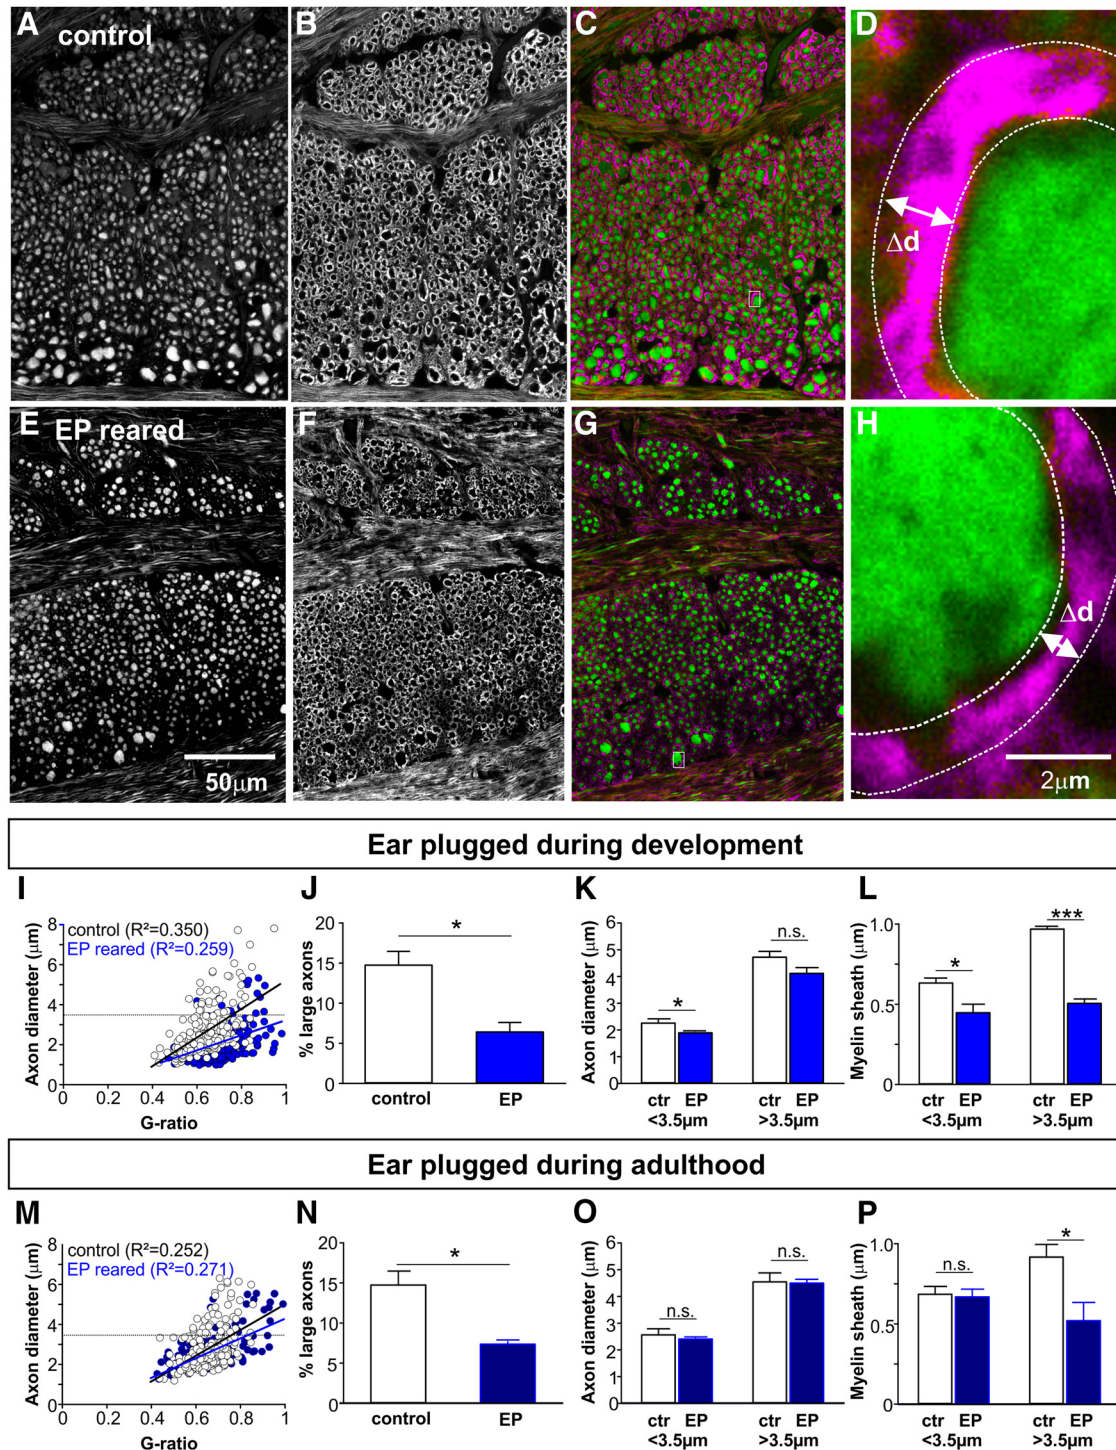 A control
B
C
D
Δd
E EP reared
F
G
H
Δd
50µm
2µm
Ear plugged during development
I
control (R²=0.350)
EP reared (R²=0.259)
Axon diameter (µm)
8
6
4
2
0
0 0.2 0.4 0.6 0.8 1
G-ratio
J
% large axons
20
15
10
5
0
*
control EP
K
Axon diameter (µm)
6
5
4
3
2
1
0
*
n.s.
ctr EP ctr EP
<3.5µm >3.5µm
L
Myelin sheath (µm)
1.0
0.5
0
*
***
ctr EP ctr EP
<3.5µm >3.5µm
Ear plugged during adulthood
M
control (R²=0.252)
EP reared (R²=0.271)
Axon diameter (µm)
8
6
4
2
0
0 0.2 0.4 0.6 0.8 1
G-ratio
N
% large axons
20
15
10
5
0
*
control EP
O
Axon diameter (µm)
6
5
4
3
2
1
0
n.s.
n.s.
ctr EP ctr EP
<3.5µm >3.5µm
P
Myelin sheath (µm)
1.0
0.5
0
n.s.
*
ctr EP ctr EP
<3.5µm >3.5µm